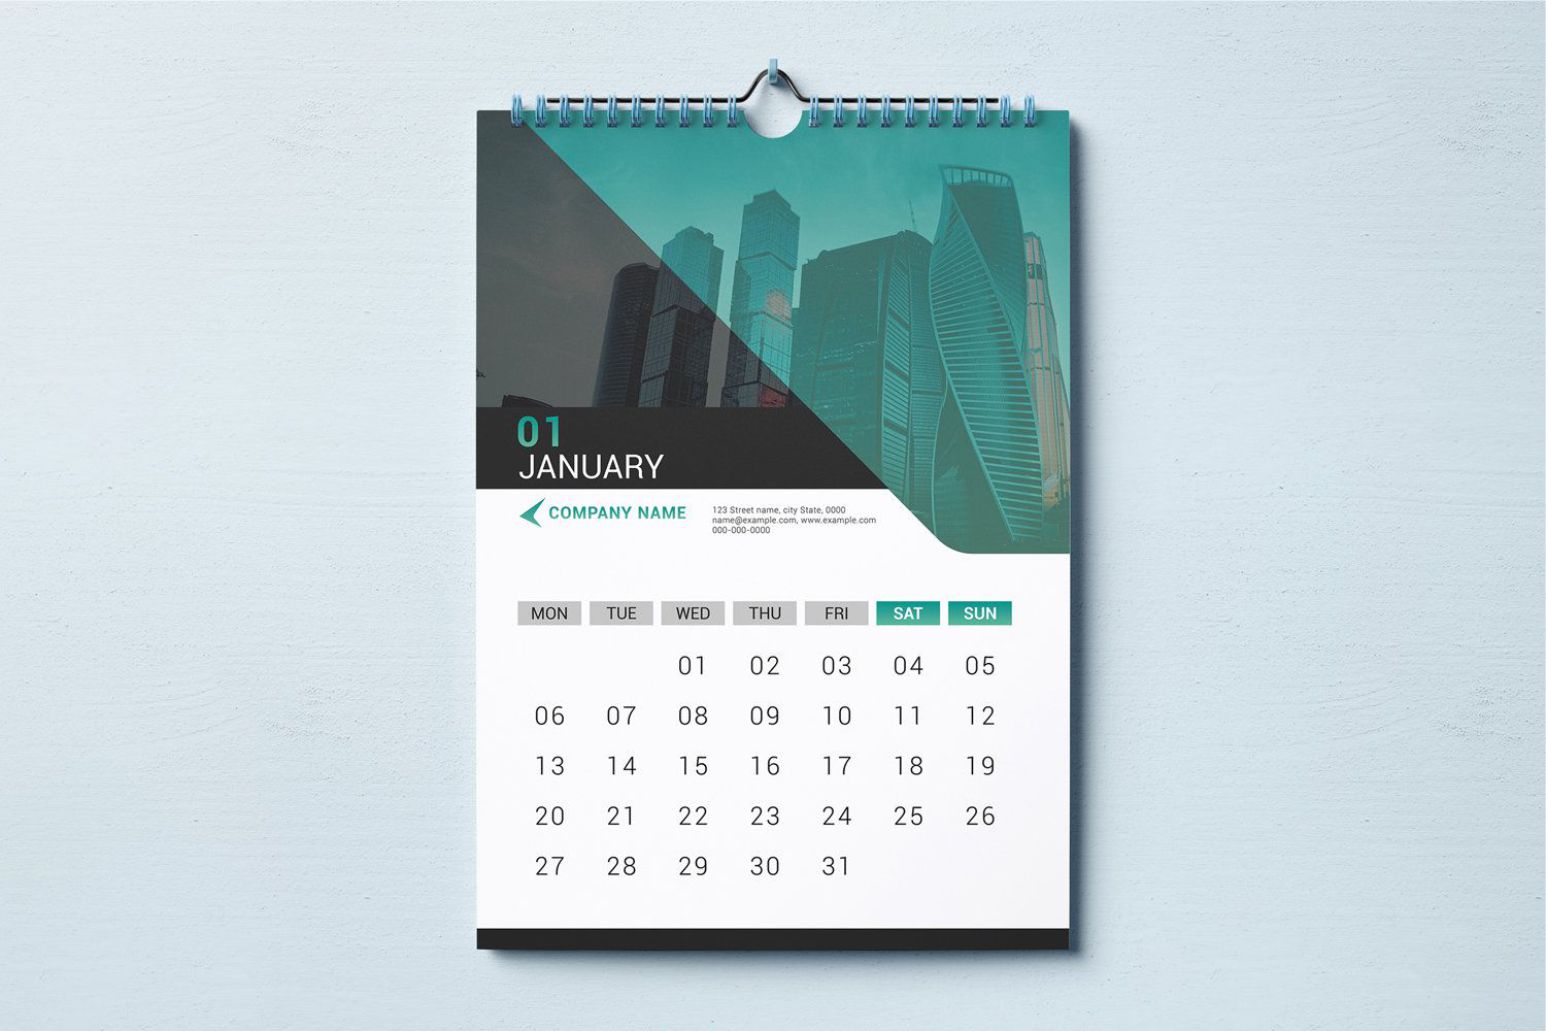 01
JANUARY
COMPANY NAME
123 Street name, city State, 0000
name@example.com, www.example.com
000-000-0000
MON TUE WED THU FRI SAT SUN
01 02 03 04 05
06 07 08 09 10 11 12
13 14 15 16 17 18 19
20 21 22 23 24 25 26
27 28 29 30 31